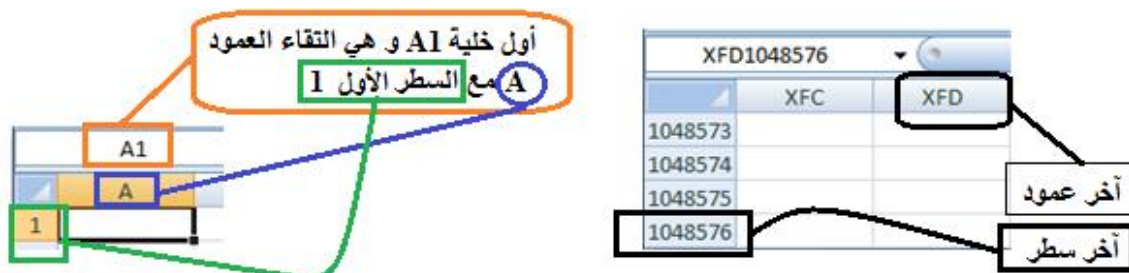 أول خلية A1 و هي التقاء العمود
A مع السطر الأول 1
A1
A
1
XFD1048576
XFC XFD
1048573
1048574
1048575
1048576
آخر عمود
آخر سطر